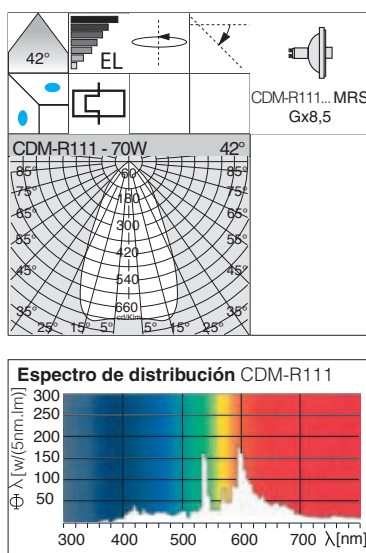 42°
EL
CDM-R111... MRS
Gx8,5
CDM-R111 - 70W 42°
85° 85°
75° 75°
65° 65°
55° 55°
45° 45°
35° 35°
25° 15° 5° 5° 15° 25°
60
180
300
420
540
660
cd/Klm
Espectro de distribución CDM-R111
Φ λ [w/(5nm.lm)]
300
250
200
150
100
50
300 400 500 600 700 λ[nm]